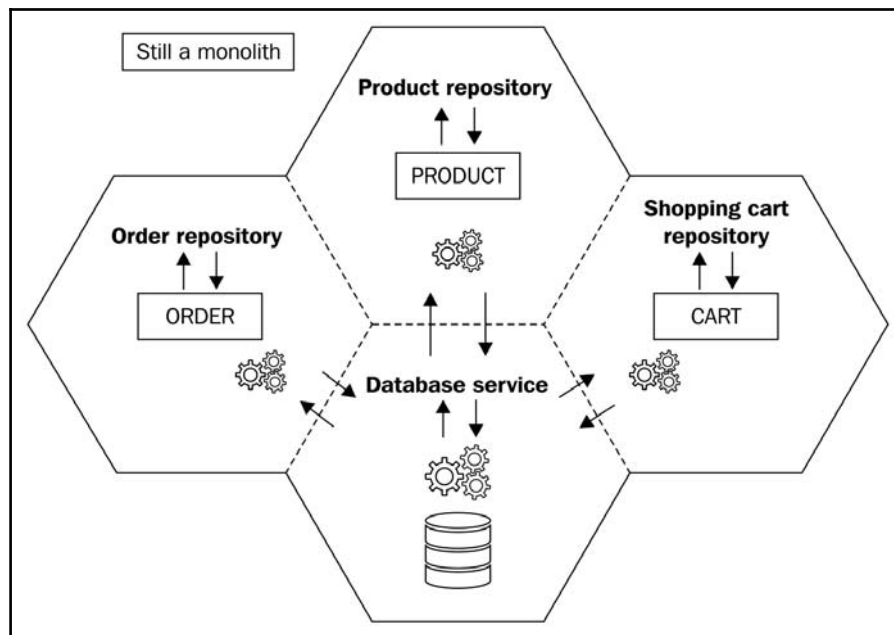 Still a monolith
Product repository
PRODUCT
Order repository
ORDER
Shopping cart
repository
CART
Database service